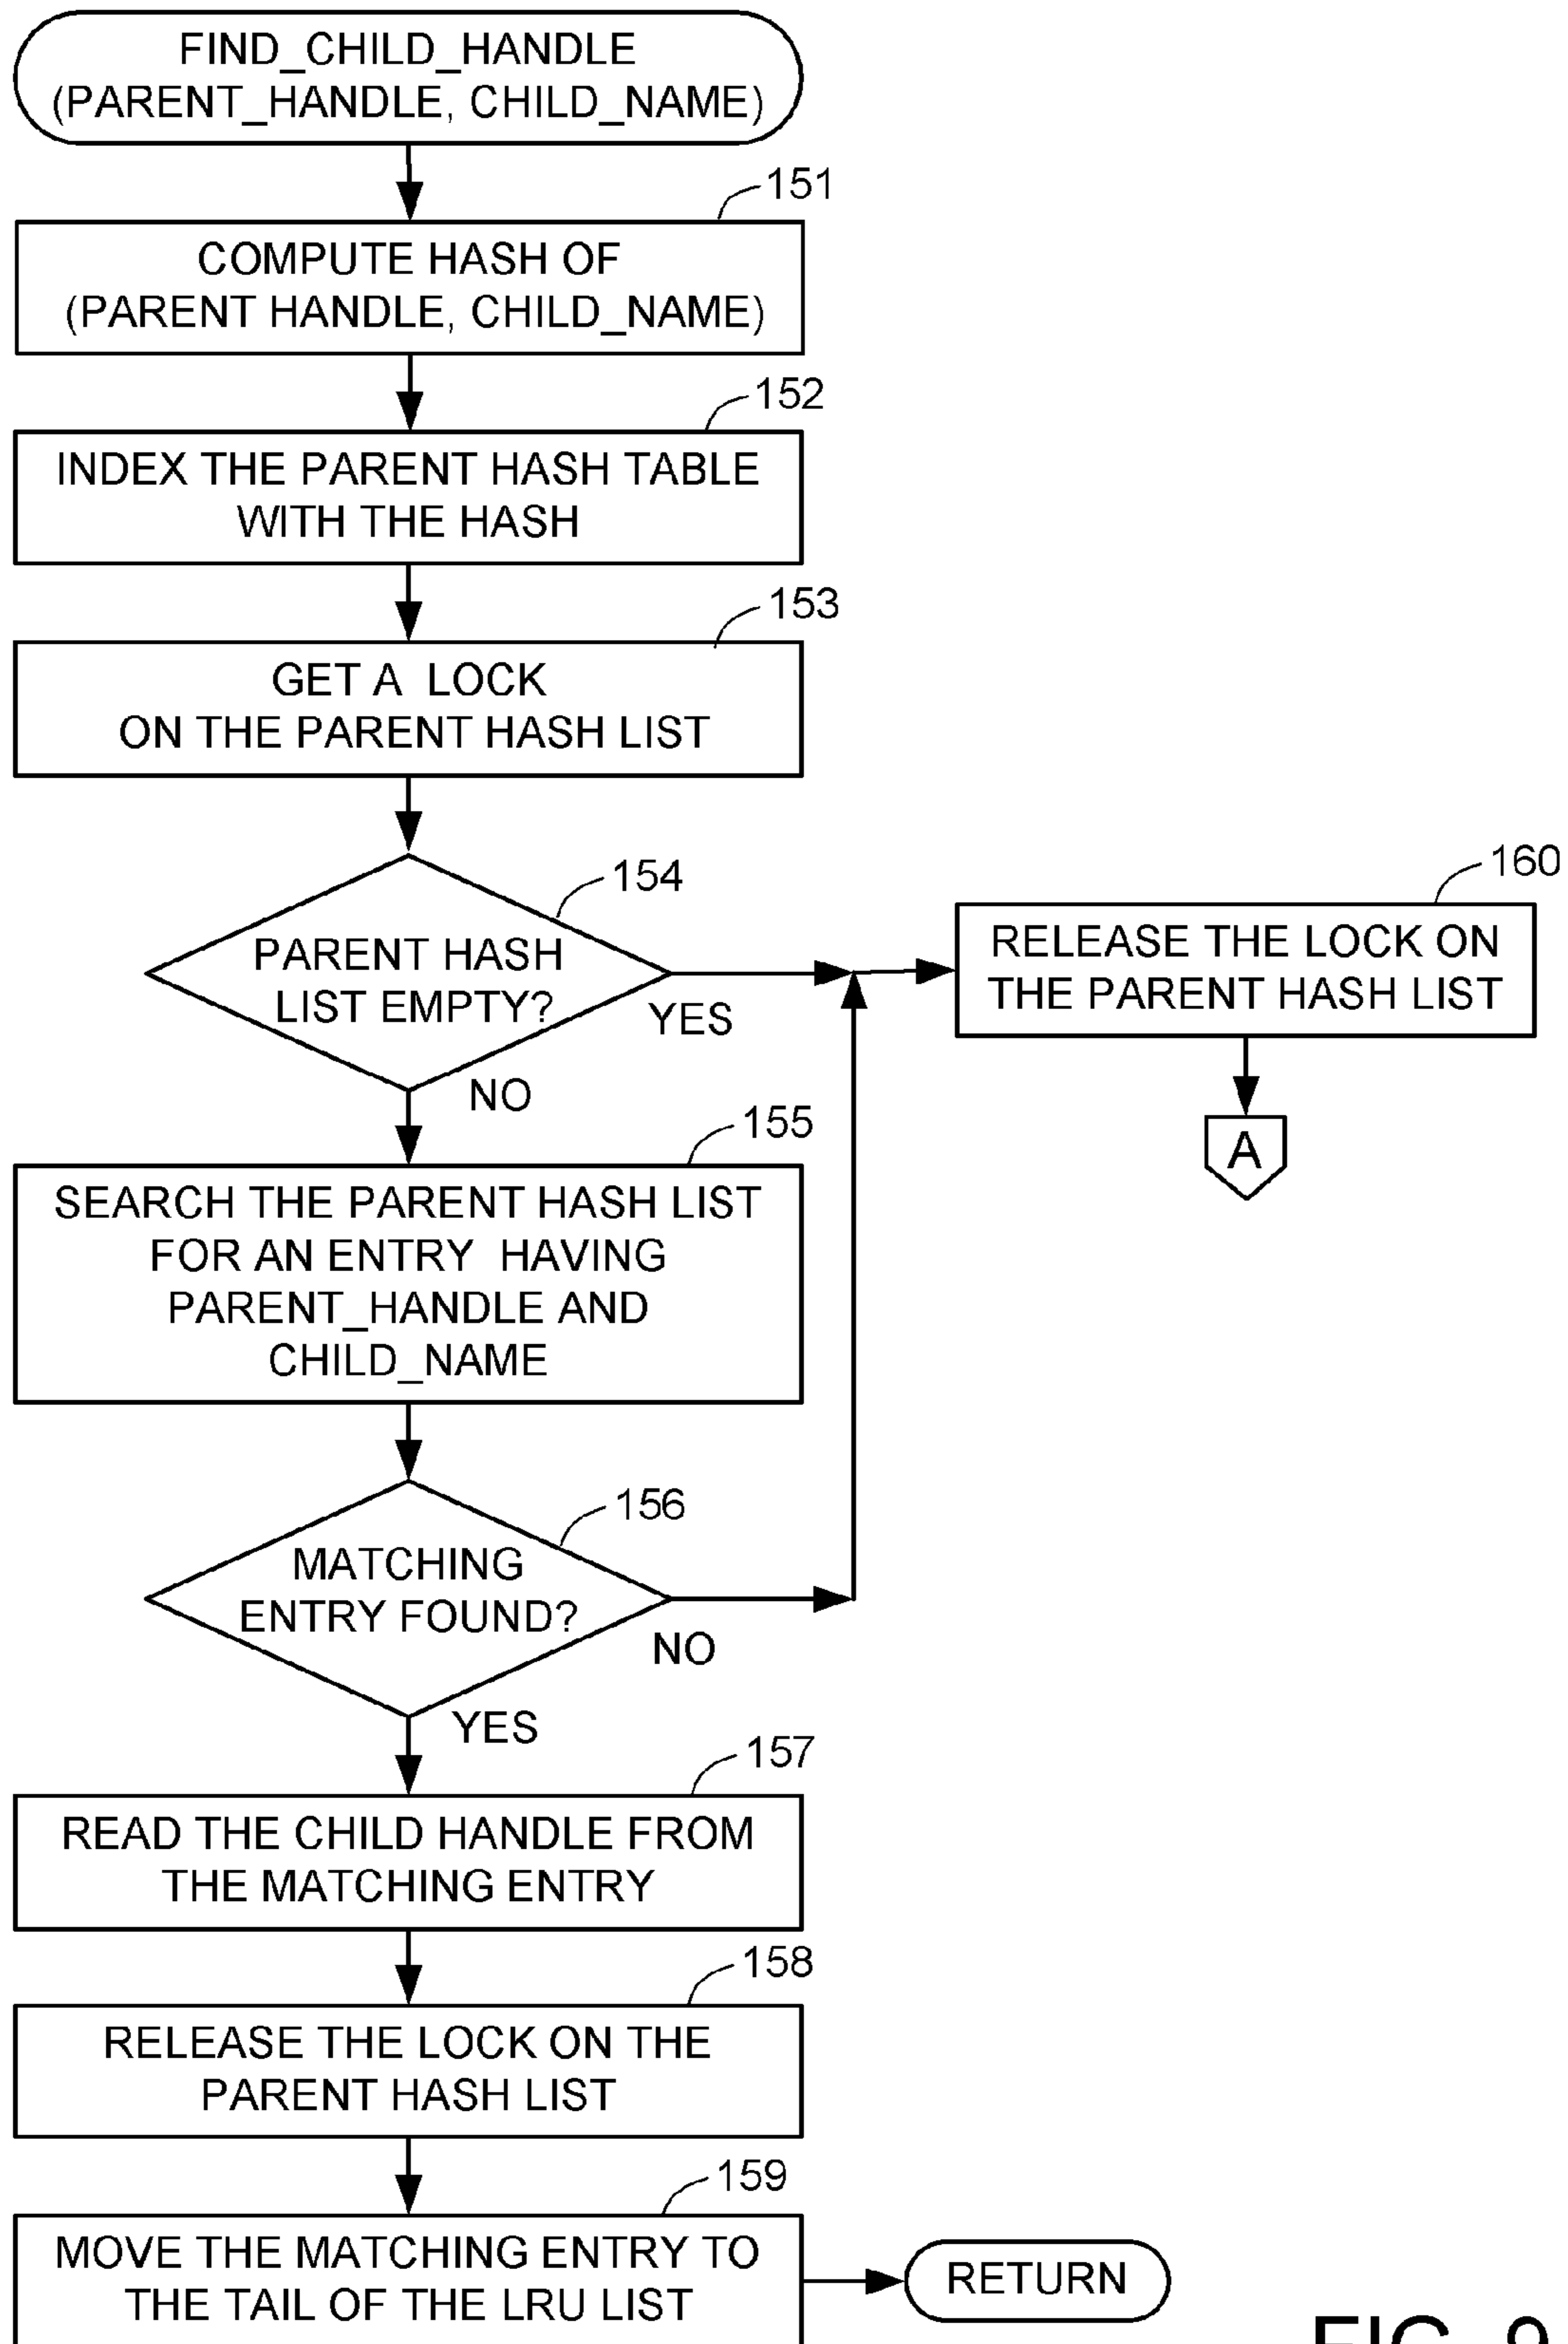 FIND_CHILD_HANDLE
(PARENT_HANDLE, CHILD_NAME)
151
COMPUTE HASH OF
(PARENT HANDLE, CHILD_NAME)
152
INDEX THE PARENT HASH TABLE
WITH THE HASH
153
GET A LOCK
ON THE PARENT HASH LIST
154
PARENT HASH
LIST EMPTY?
YES
NO
160
RELEASE THE LOCK ON
THE PARENT HASH LIST
A
155
SEARCH THE PARENT HASH LIST
FOR AN ENTRY HAVING
PARENT_HANDLE AND
CHILD_NAME
156
MATCHING
ENTRY FOUND?
NO
YES
157
READ THE CHILD HANDLE FROM
THE MATCHING ENTRY
158
RELEASE THE LOCK ON THE
PARENT HASH LIST
159
MOVE THE MATCHING ENTRY TO
THE TAIL OF THE LRU LIST
RETURN
FIG. 9